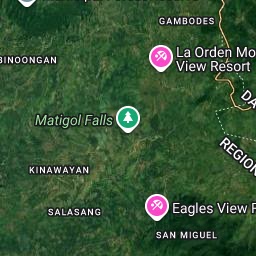 GAMBODES
La Orden Mo
View Resort
BINOONGAN
Matigol Falls
DA
REGION
KINAWAYAN
SALASANG
Eagles View R
SAN MIGUEL